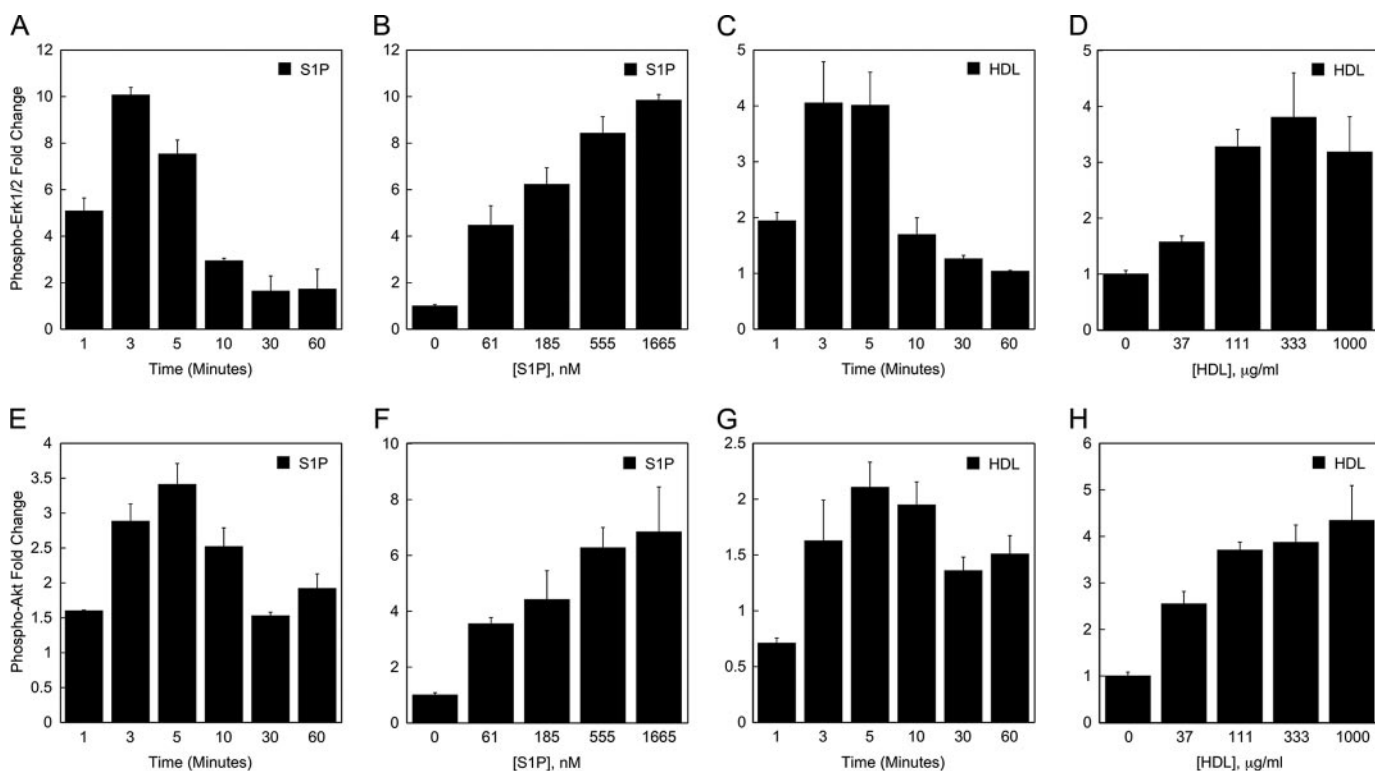 A
Phospho-Erk1/2 Fold Change
12
10
8
6
4
2
0
S1P
1 3 5 10 30 60
Time (Minutes)
B
12
10
8
6
4
2
0
S1P
0 61 185 555 1665
[S1P], nM
C
5
4
3
2
1
0
HDL
1 3 5 10 30 60
Time (Minutes)
D
5
4
3
2
1
0
HDL
0 37 111 333 1000
[HDL], μg/ml
E
Phospho-Akt Fold Change
4
3.5
3
2.5
2
1.5
1
0.5
0
S1P
1 3 5 10 30 60
Time (Minutes)
F
10
8
6
4
2
0
S1P
0 61 185 555 1665
[S1P], nM
G
2.5
2
1.5
1
0.5
0
HDL
1 3 5 10 30 60
Time (Minutes)
H
6
5
4
3
2
1
0
HDL
0 37 111 333 1000
[HDL], μg/ml